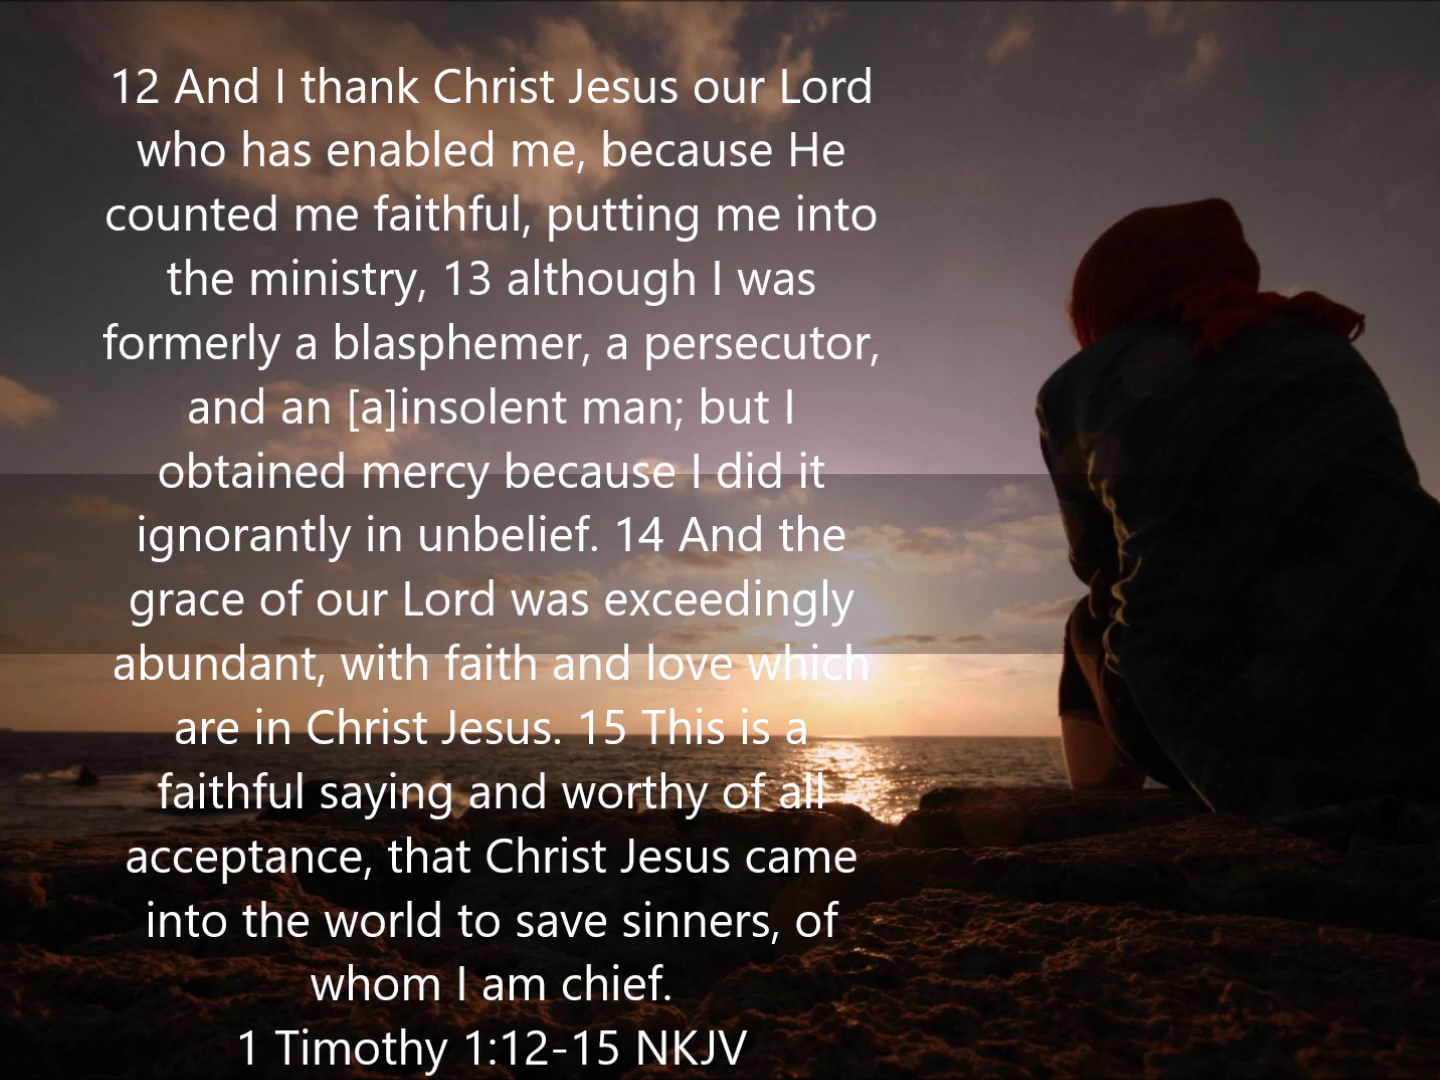 12 And I thank Christ Jesus our Lord
who has enabled me, because He
counted me faithful, putting me into
the ministry, 13 although I was
formerly a blasphemer, a persecutor,
and an [a]insolent man; but I
obtained mercy because I did it
ignorantly in unbelief. 14 And the
grace of our Lord was exceedingly
abundant, with faith and love which
are in Christ Jesus. 15 This is a
faithful saying and worthy of all
acceptance, that Christ Jesus came
into the world to save sinners, of
whom I am chief.
1 Timothy 1:12-15 NKJV